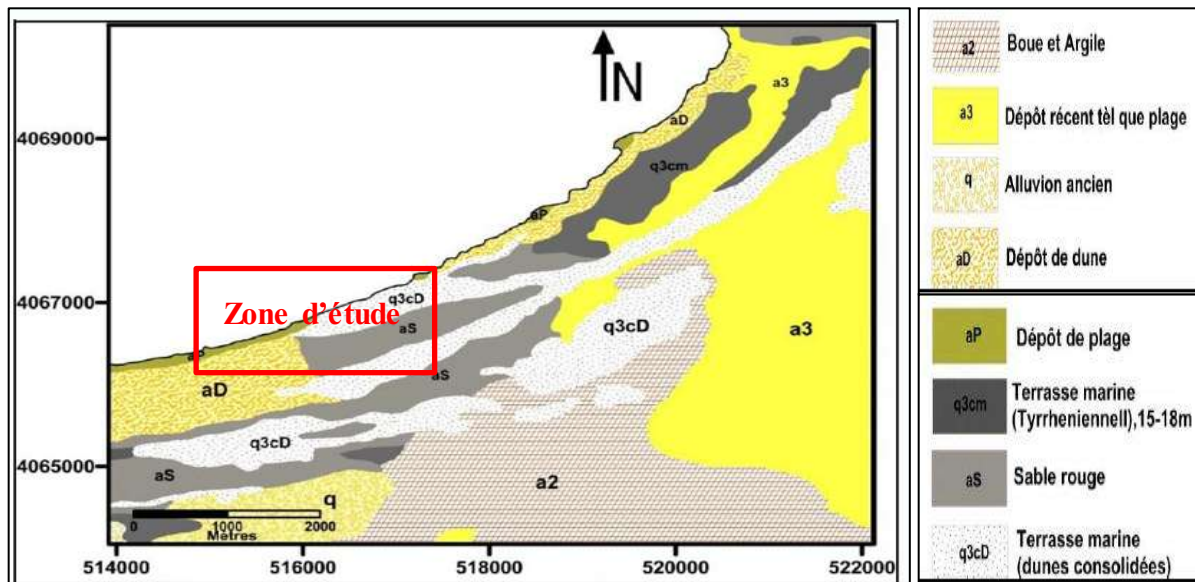 N
4069000
4067000
4065000
514000
516000
518000
520000
522000
a3
aD
q3cm
aP
q3cD
Zone d'étude
aS
q3cD
a3
aD
aS
q3cD
aS
a2
q
0 1000 2000
Mètres
a2 Boue et Argile
a3 Dépôt récent tèl que plage
q Alluvion ancien
aD Dépôt de dune
aP Dépôt de plage
q3cm Terrasse marine
(Tyrrheniennell),15-18m
aS Sable rouge
q3cD Terrasse marine
(dunes consolidées)